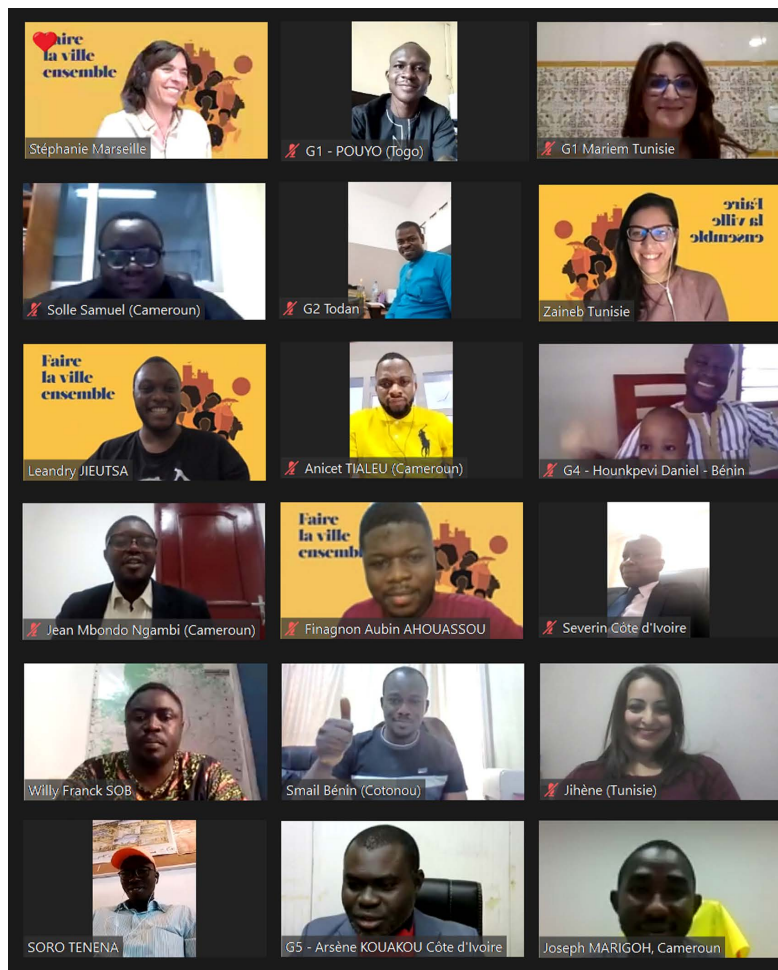 aire
la ville
ensemble
Stéphanie Marseille
G1 - POUYO (Togo)
G1 Mariem Tunisie
Solle Samuel (Cameroun)
G2 Todan
Faire
la ville
ensemble
Zaineb Tunisie
Faire
la ville
ensemble
Leandry JIEUTSA
Anicet TIALEU (Cameroun)
G4 - Hounkpevi Daniel - Bénin
Jean Mbondo Ngambi (Cameroun)
Faire
la ville
ensembl
Finagnon Aubin AHOUASSOU
Severin Côte d'Ivoire
Willy Franck SOB
Smail Bénin (Cotonou)
Jihène (Tunisie)
SORO TENENA
G5 - Arsène KOUAKOU Côte d'Ivoire
Joseph MARIGOH, Cameroun